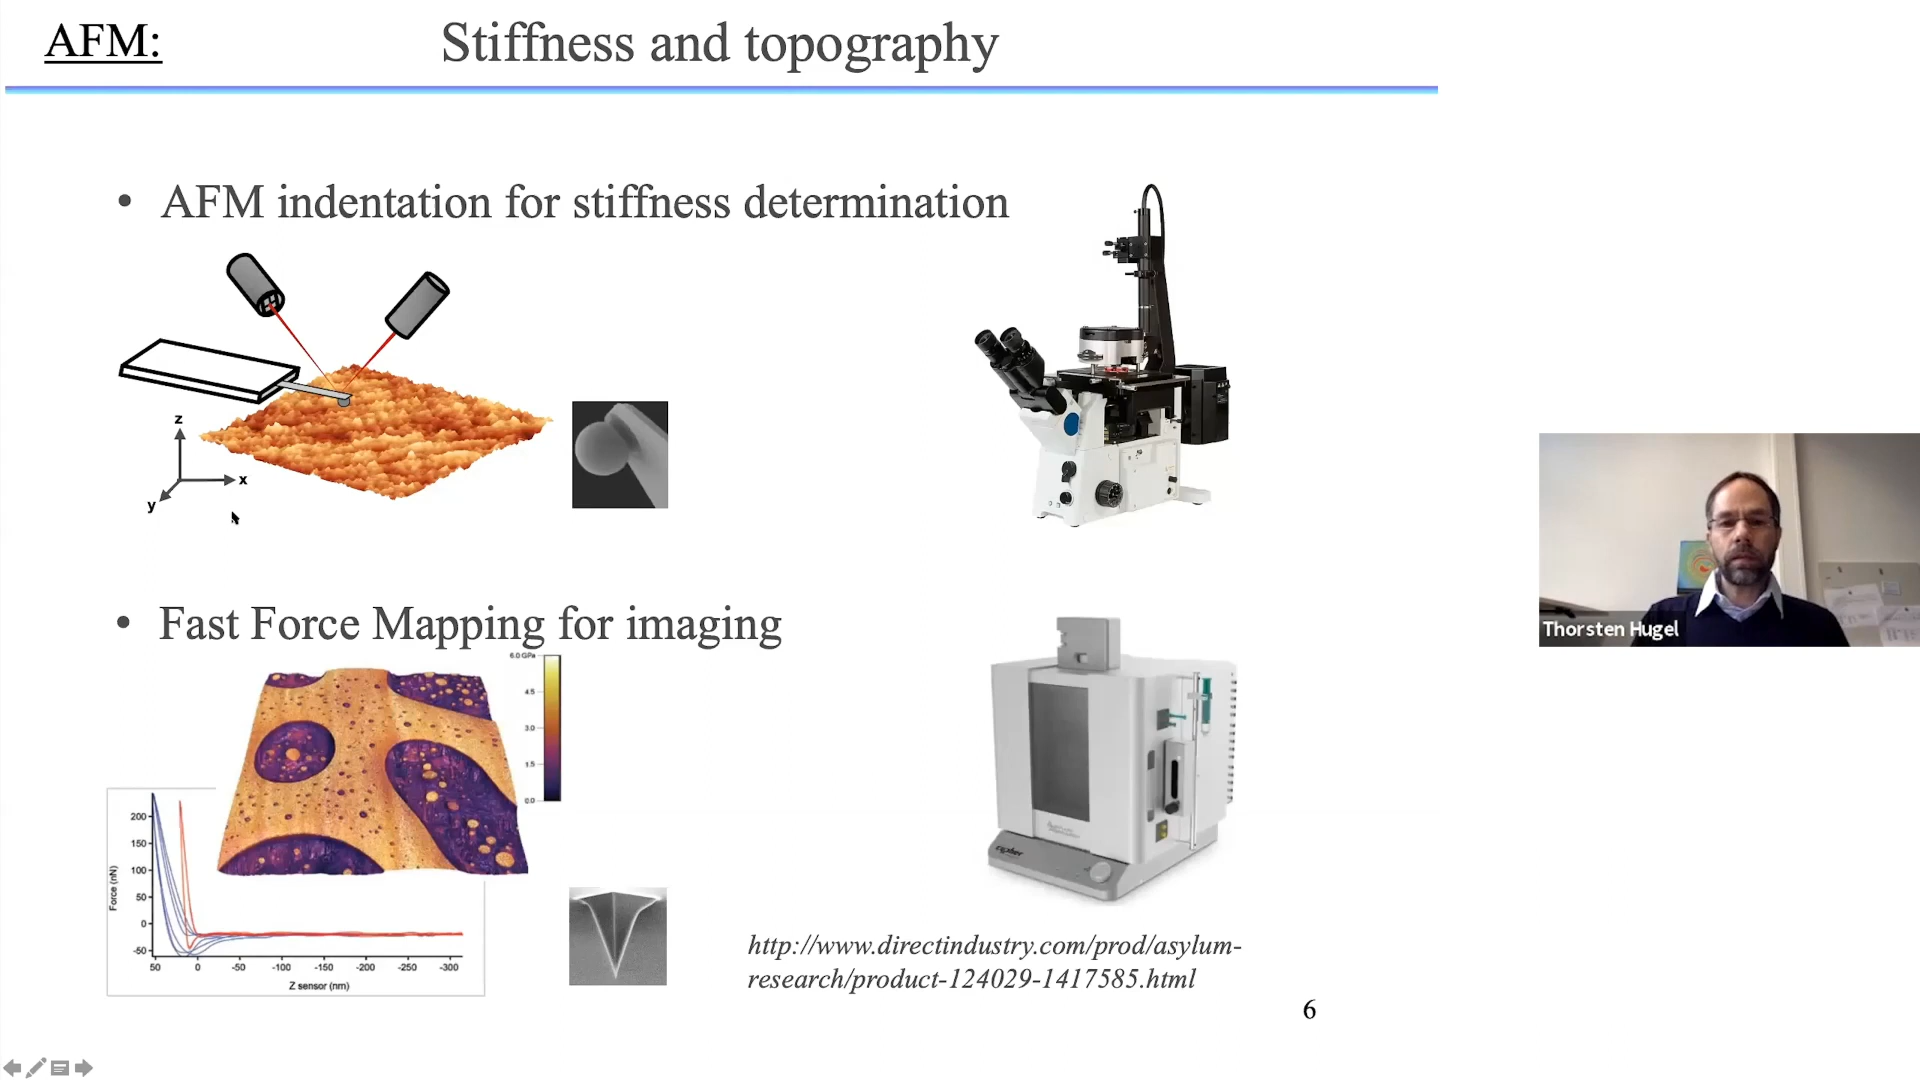 AFM:
Stiffness and topography
• AFM indentation for stiffness determination
z
x
y
• Fast Force Mapping for imaging
6.0 GPa
4.5
3.0
1.5
0.0
Force (nN)
200
150
100
50
0
-50
50 0 -50 -100 -150 -200 -250 -300
Z sensor (nm)
cypher
http://www.directindustry.com/prod/asylum-
research/product-124029-1417585.html
6
Thorsten Hugel